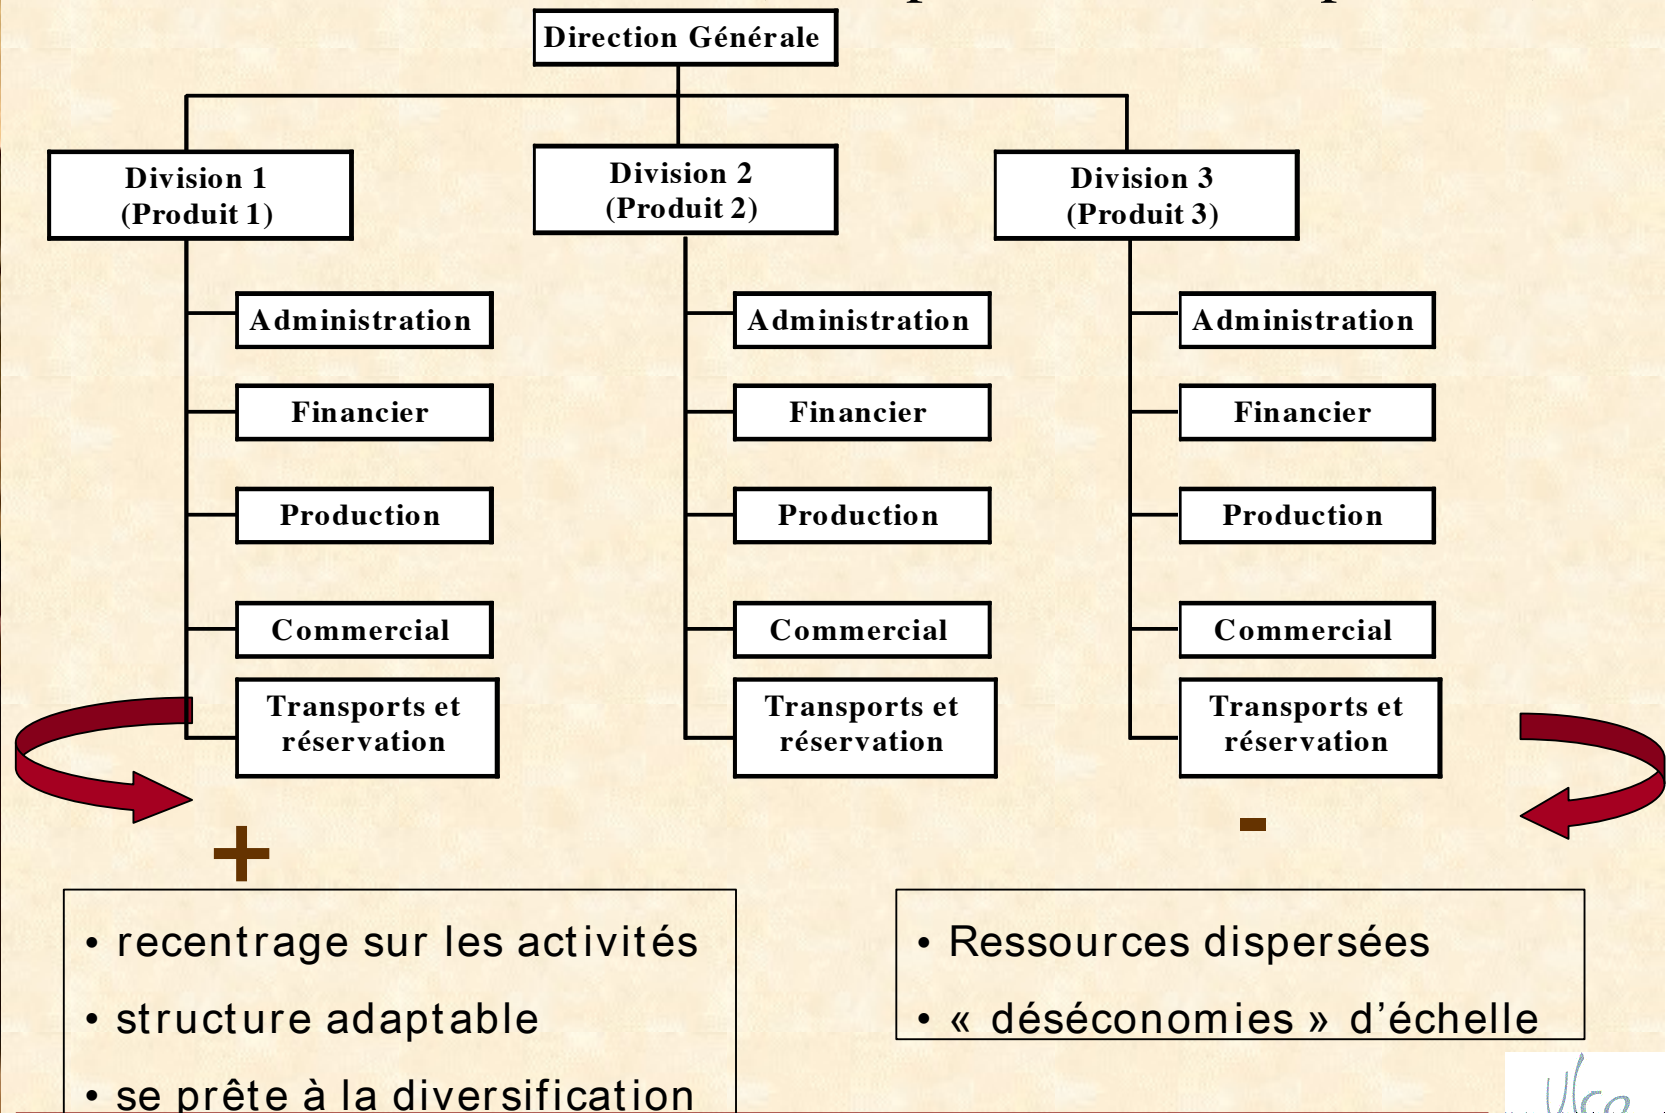 Direction Générale
Division 1
(Produit 1)
Division 2
(Produit 2)
Division 3
(Produit 3)
Administration
Administration
Administration
Financier
Financier
Financier
Production
Production
Production
Commercial
Commercial
Commercial
Transports et
réservation
Transports et
réservation
Transports et
réservation
+
-
• recentrage sur les activités
• structure adaptable
• se prête à la diversification
• Ressources dispersées
• « déséconomies » d’échelle